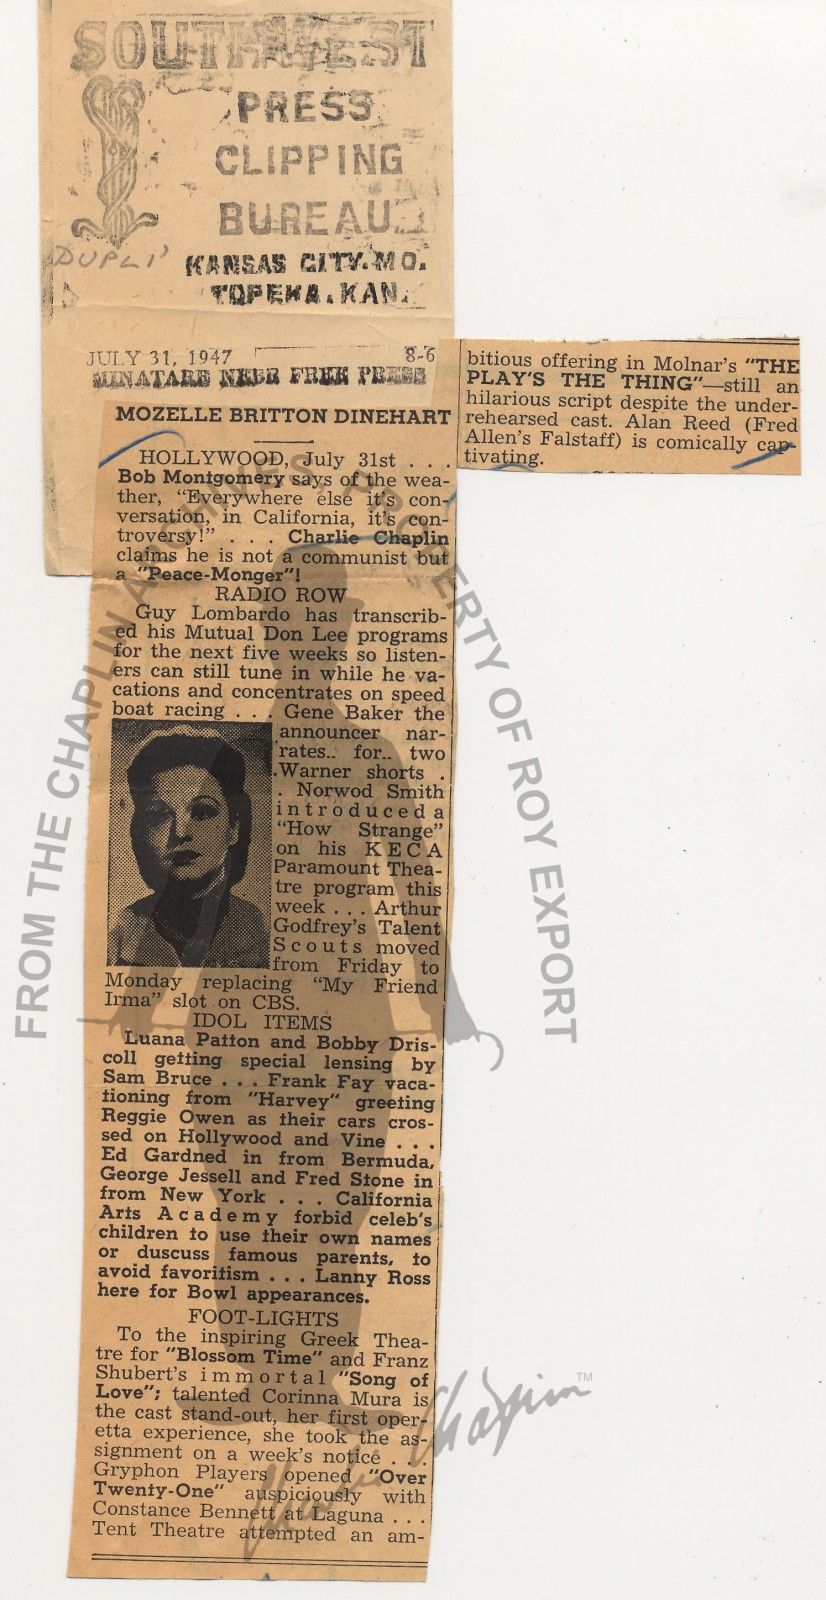 SOUTHWEST
PRESS
CLIPPING
BUREAU
DUPLI'
KANSAS CITY. MO.
TOPEKA. KAN.
JULY 31, 1947
8-6
MINATARE NEBR FREE PRESS
MOZELLE BRITTON DINEHART
HOLLYWOOD, July 31st . . .
Bob Montgomery says of the wea-
ther, "Everywhere else it's con-
versation, in California, it's con-
troversy!" . . . Charlie Chaplin
claims he is not a communist but
a "Peace-Monger"!
RADIO ROW
Guy Lombardo has transcrib-
ed his Mutual Don Lee programs
for the next five weeks so listen-
ers can still tune in while he va-
cations and concentrates on speed
boat racing . . . Gene Baker the
announcer nar-
rates.. for.. two
Warner shorts .
. Norwod Smith
introduced a
"How Strange"
on his KECA
Paramount Thea-
tre program this
week . . . Arthur
Godfrey's Talent
Scouts moved
from Friday to
Monday replacing "My Friend
Irma" slot on CBS.
IDOL ITEMS
Luana Patton and Bobby Dris-
coll getting special lensing by
Sam Bruce . . . Frank Fay vaca-
tioning from "Harvey" greeting
Reggie Owen as their cars cros-
sed on Hollywood and Vine . . .
Ed Gardned in from Bermuda,
George Jessell and Fred Stone in
from New York . . . California
Arts Academy forbid celeb's
children to use their own names
or duscuss famous parents, to
avoid favoritism . . . Lanny Ross
here for Bowl appearances.
FOOT-LIGHTS
To the inspiring Greek Thea-
tre for "Blossom Time" and Franz
Shubert's immortal "Song of
Love"; talented Corinna Mura is
the cast stand-out, her first oper-
etta experience, she took the as-
signment on a week's notice . . .
Gryphon Players opened "Over
Twenty-One" auspiciously with
Constance Bennett at Laguna . . .
Tent Theatre attempted an am-
bitious offering in Molnar's "THE
PLAY'S THE THING"—still an
hilarious script despite the under-
rehearsed cast. Alan Reed (Fred
Allen's Falstaff) is comically cap-
tivating.
FROM THE CHAPLIN ARCHIVES, PROPERTY OF ROY EXPORT
Charlie Chaplin TM